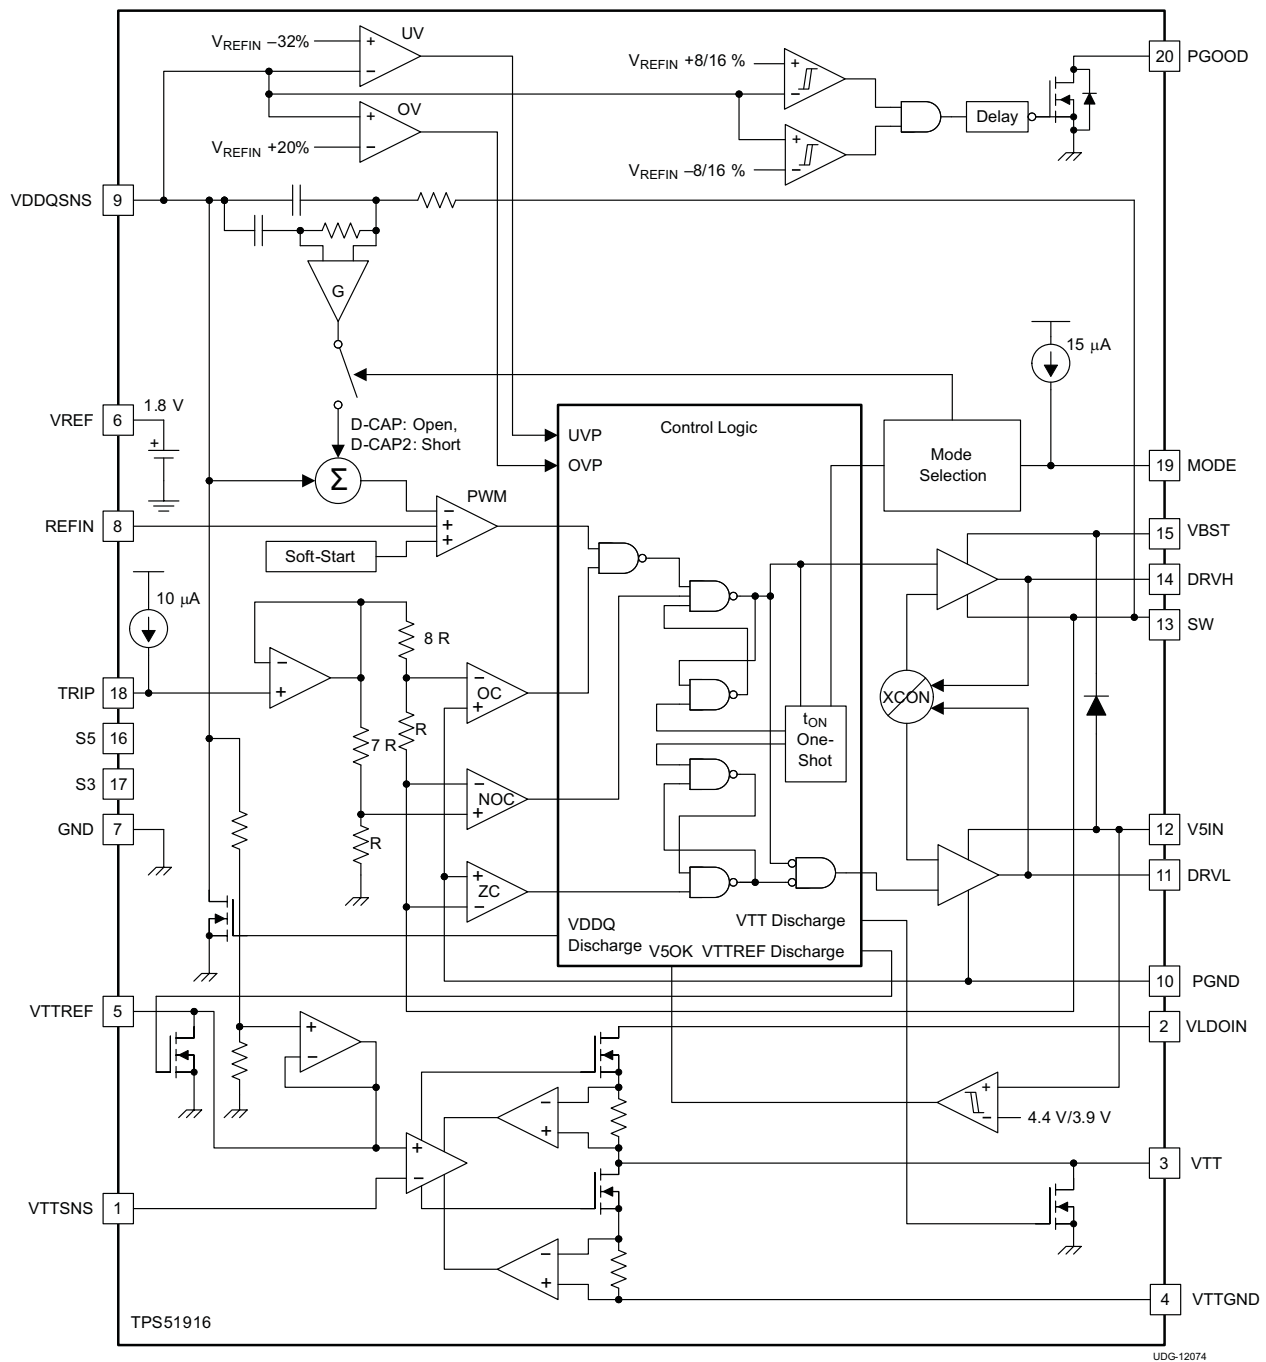 V_REFIN –32%
+
UV
–
OV
+
V_REFIN +20%
–
V_REFIN +8/16 %
+
–
+
V_REFIN –8/16 %
–
Delay
20
PGOOD
VDDQSNS
9
G
15 μA
VREF
6
1.8 V
+
D-CAP: Open,
D-CAP2: Short
Σ
UVP
OVP
Control Logic
Mode
Selection
19
MODE
REFIN
8
PWM
–
+
+
Soft-Start
15
VBST
14
DRVH
13
SW
10 μA
8 R
–
+
TRIP
18
–
OC
+
R
XCON
S5
16
7 R
t_ON
One-
Shot
S3
17
–
NOC
+
GND
7
R
12
V5IN
+
ZC
–
11
DRVL
VDDQ
Discharge
VTT Discharge
V5OK
VTTREF Discharge
10
PGND
VTTREF
5
+
–
2
VLDOIN
–
+
+
–
4.4 V/3.9 V
+
–
3
VTT
VTTSNS
1
–
+
4
VTTGND
TPS51916
UDG-12074